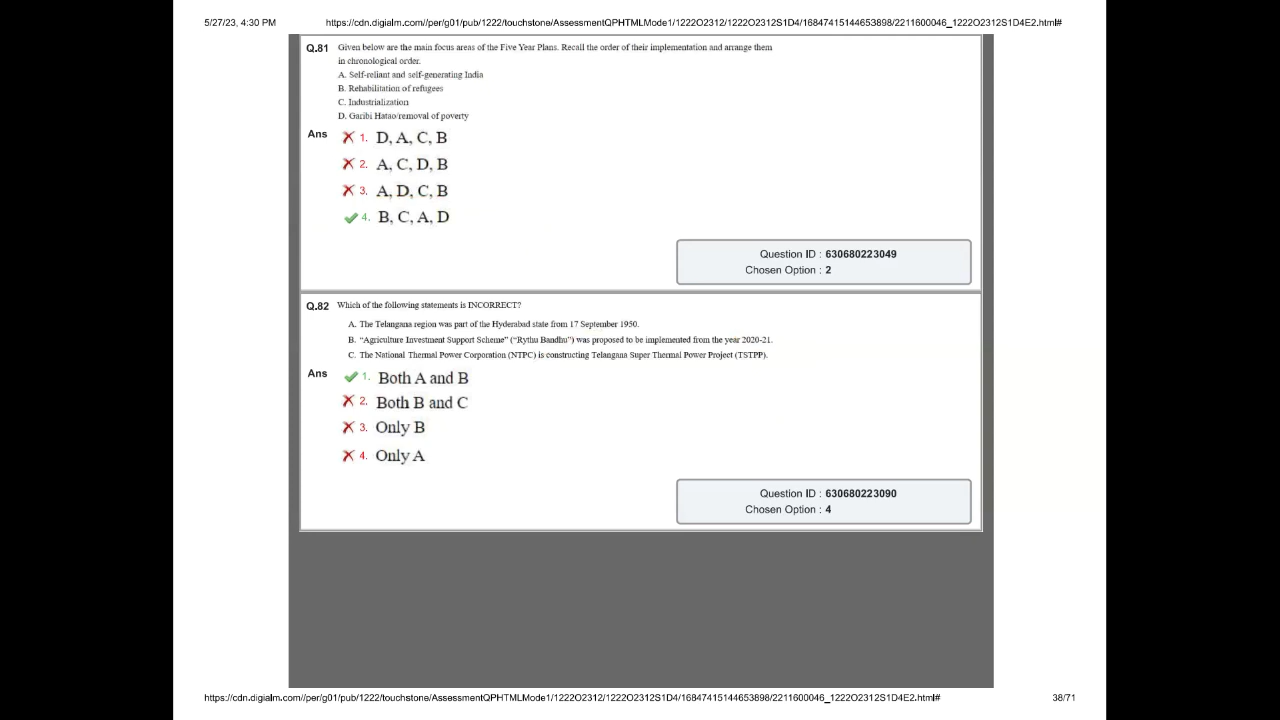 5/27/23, 4:30 PM https://cdn.digialm.com//per/g01/pub/1222/touchstone/AssessmentQPHTMLMode1/1222O2312/1222O2312S1D4/16847415144653898/2211600046_1222O2312S1D4E2.html#
Q.81 Given below are the main focus areas of the Five Year Plans. Recall the order of their implementation and arrange them
in chronological order.
A. Self-reliant and self-generating India
B. Rehabilitation of refugees
C. Industrialization
D. Garibi Hatao/removal of poverty
Ans 1. D, A, C, B
2. A, C, D, B
3. A, D, C, B
4. B, C, A, D
Question ID : 630680223049
Chosen Option : 2
Q.82 Which of the following statements is INCORRECT?
A. The Telangana region was part of the Hyderabad state from 17 September 1950.
B. “Agriculture Investment Support Scheme” (“Rythu Bandhu”) was proposed to be implemented from the year 2020-21.
C. The National Thermal Power Corporation (NTPC) is constructing Telangana Super Thermal Power Project (TSTPP).
Ans 1. Both A and B
2. Both B and C
3. Only B
4. Only A
Question ID : 630680223090
Chosen Option : 4
https://cdn.digialm.com//per/g01/pub/1222/touchstone/AssessmentQPHTMLMode1/1222O2312/1222O2312S1D4/16847415144653898/2211600046_1222O2312S1D4E2.html# 38/71